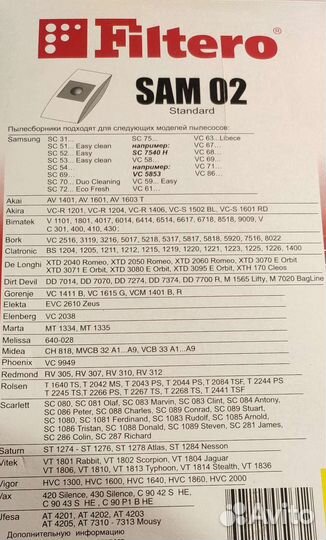 Filtero
SAM 02
Standard
Пылесборники подходят для следующих моделей пылесосов:
Samsung SC 31... SC 75... VC 63...Libece
SC 51... Easy clean например: VC 67...
SC 52... Easy SC 7540 H VC 68...
SC 53... Easy clean VC 58... VC 69...
SC 54... например: VC 71...
SC 69... VC 5853 VC 86...
SC 70... Duo Cleaning VC 59... Easy
SC 72... Eco Fresh VC 61...
Akai AV 1401, AV 1601, AV 1603 T
Akira VC-R 1201, VC-R 1204, VC-R 1406, VC-S 1502 BL, VC-S 1601 RD
Bimatek V 1101, 1801, 4017, 6014, 6414, 6514, 6617, 6718, 8518, 9009, V
C 301, 400, 410, 430
Bork VC 2516, 3119, 3216, 5017, 5218, 5317, 5817, 5818, 5920, 7516, 8022
Clatronic BS 1204, 1205, 1211, 1212, 1215, 1219, 1220, 1221, 1223, 1225, 1226, 1400
De Longhi XTD 2040 Romeo, XTD 2050 Romeo, XTD 2060 Romeo, XTD 3070 E Orbit,
XTD 3071 E Orbit, XTD 3080 E Orbit, XTD 3095 E Orbit, XTH 170 Cleos
Dirt Devil DD 7014, DD 7070, DD 7274, DD 7374, DD 7700 R, M 1565 Lifty, M 7020 BagLine
Gorenje VC 1411 B, VC 1615 G, VCM 1401 B, R
Elekta EVC 2610 Zeus
Elenberg VC 2038
Marta MT 1334, MT 1335
Melissa 640-028
Midea CH 818, MVCB 32 A1...A9, VCB 33 A1...A9
Phoenix VC 9949
Redmond RV 305, RV 307, RV 310, RV 312
Rolsen T 1640 TS, T 2042 MS, T 2043 PS, T 2044 PS, T 2084 TSF, T 2244 PS
T 2245 TS,T 2266 PS, T 2267 TS, T 2268 TS, T 2441 TSF
Scarlett SC 080, SC 081 Olaf, SC 083 Marvin, SC 083 Clint, SC 084 Antony,
SC 086 Peter, SC 088 Charles, SC 089 Conrad, SC 089 Stuart,
SC 1080, SC 1081 Ferdinand, SC 1083 Rudolf, SC 1085 Arnold,
SC 1086 Tristan, SC 1088 Donald, SC 1089 Steven, SC 281 James,
SC 286 Colin, SC 287 Richard
Saturn ST 1274 - ST 1276, ST 1278 Atlas, ST 1284 Nesson
Vitek VT 1801 Rabbit, VT 1802 Scorpion, VT 1804 Jaguar
VT 1806, VT 1810, VT 1813 Typhoon, VT 1814 Stealth, VT 1836
Vigor HVC 1300, HVC 1600, HVC 1640, HVC 1860, HVC 2000
Vax 420 Silence, 430 Silence, C 90 42 S HE,
C 90 43 S HE, C 90 P1 B HE
Ufesa AT 4201, AT 4202, AT 4203
AT 4205, AT 7310 - 7313 Mousy
Дополнительную
Avito